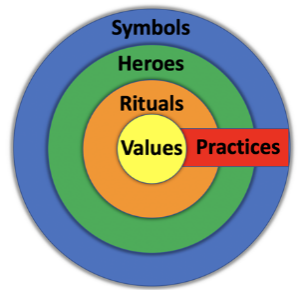 Symbols
Heroes
Rituals
Values
Practices